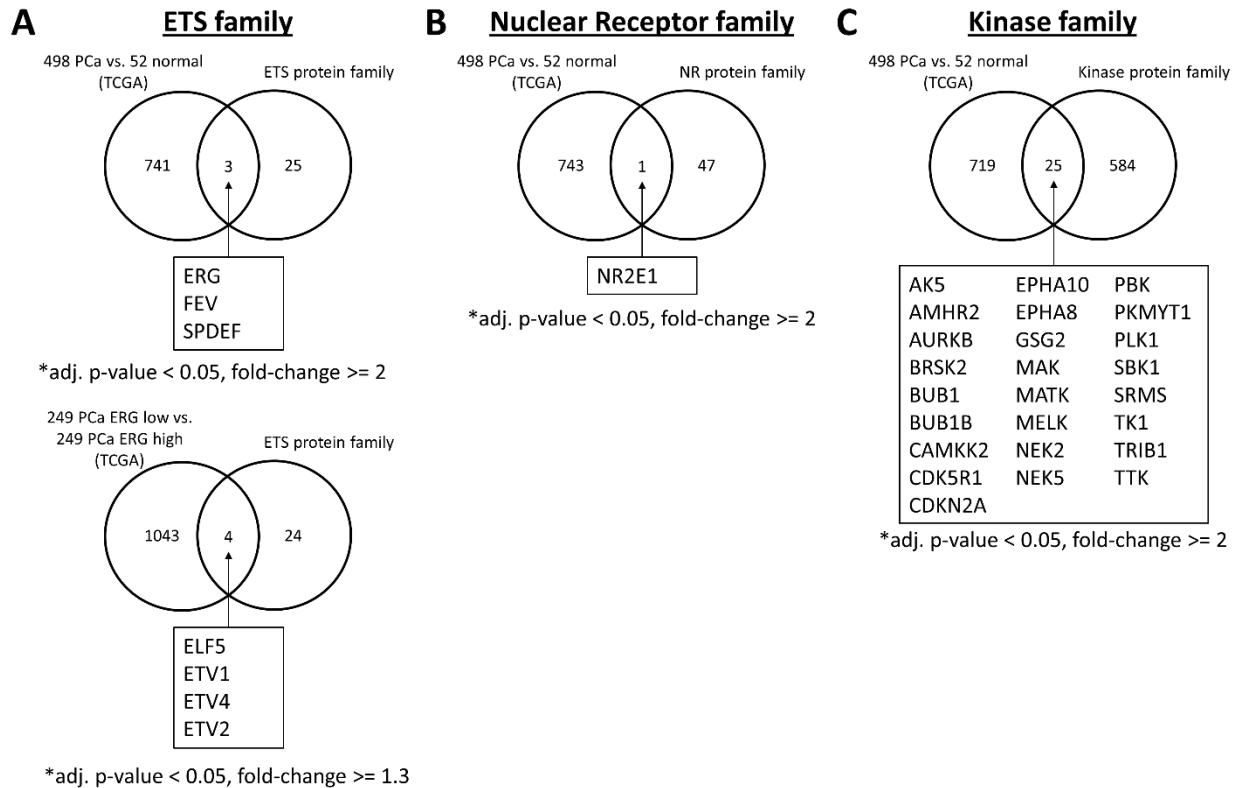 A
ETS family
498 PCa vs. 52 normal
(TCGA)
ETS protein family
741
3
25
ERG
FEV
SPDEF
*adj. p-value < 0.05, fold-change >= 2
249 PCa ERG low vs.
249 PCa ERG high
(TCGA)
ETS protein family
1043
4
24
ELF5
ETV1
ETV4
ETV2
*adj. p-value < 0.05, fold-change >= 1.3
B
Nuclear Receptor family
498 PCa vs. 52 normal
(TCGA)
NR protein family
743
1
47
NR2E1
*adj. p-value < 0.05, fold-change >= 2
C
Kinase family
498 PCa vs. 52 normal
(TCGA)
Kinase protein family
719
25
584
AK5
AMHR2
AURKB
BRSK2
BUB1
BUB1B
CAMKK2
CDK5R1
CDKN2A
EPHA10
EPHA8
GSG2
MAK
MATK
MELK
NEK2
NEK5
PBK
PKMYT1
PLK1
SBK1
SRMS
TK1
TRIB1
TTK
*adj. p-value < 0.05, fold-change >= 2